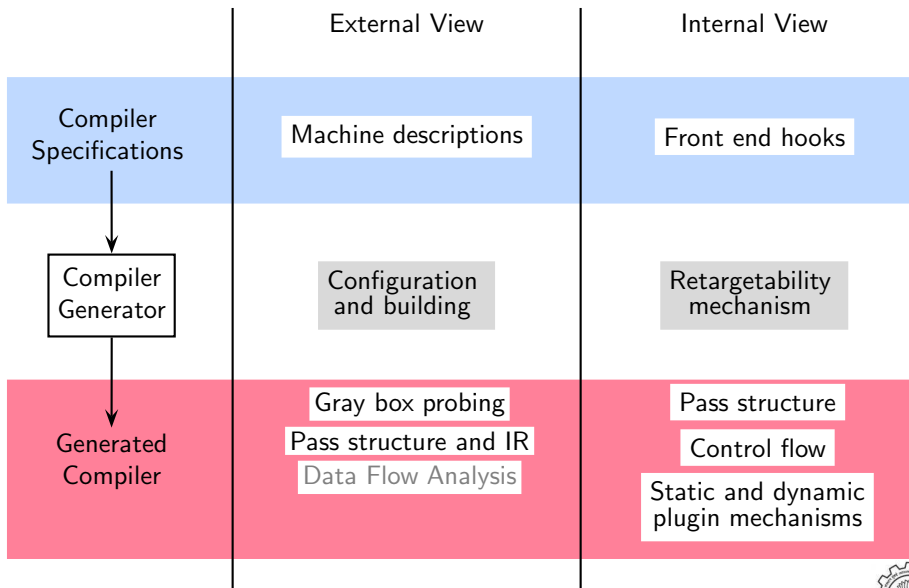 External View
Internal View
Compiler
Specifications
Machine descriptions
Front end hooks
Compiler
Generator
Configuration
and building
Retargetability
mechanism
Generated
Compiler
Gray box probing
Pass structure and IR
Data Flow Analysis
Pass structure
Control flow
Static and dynamic
plugin mechanisms